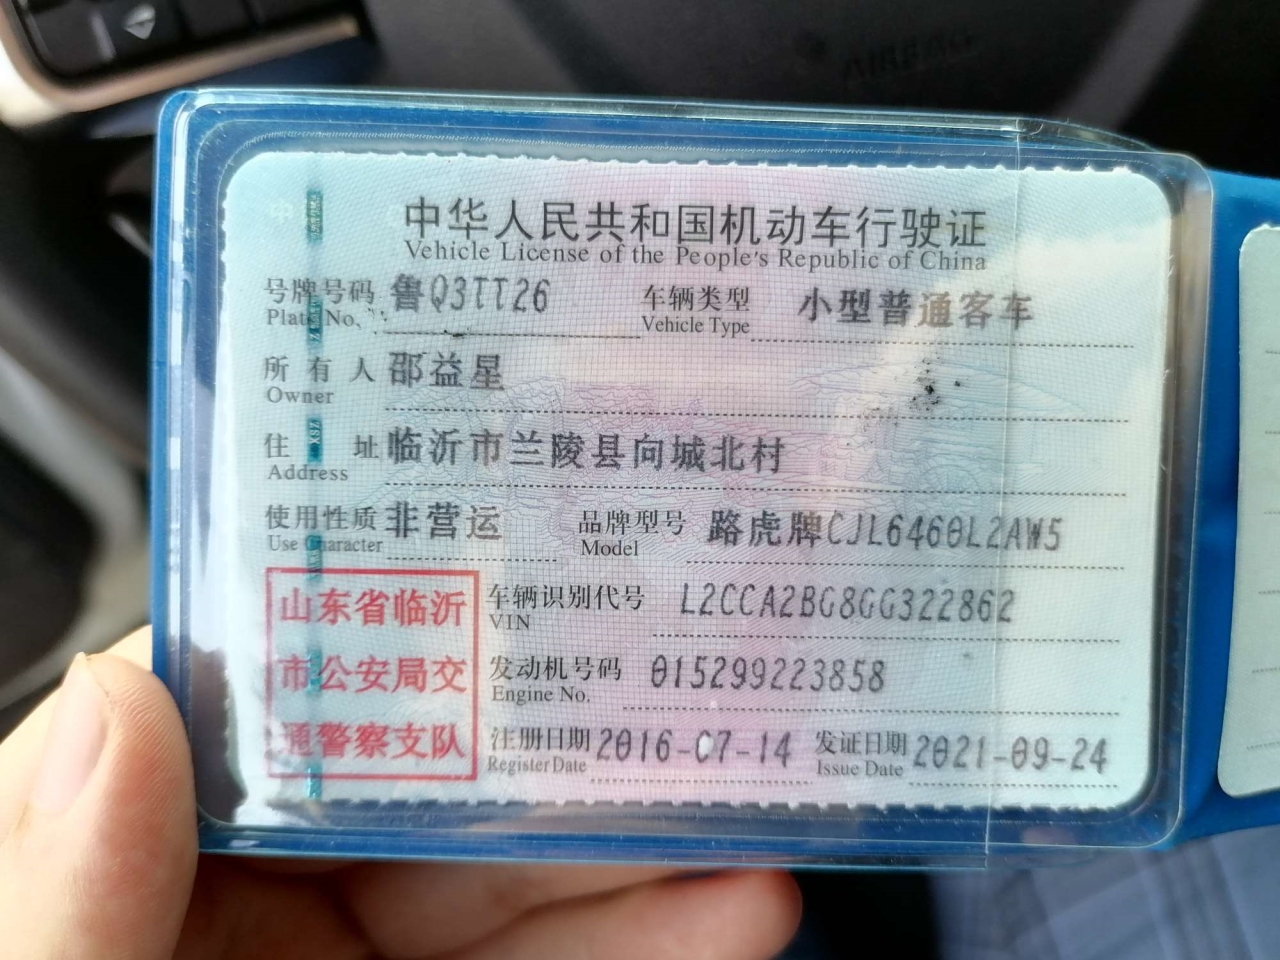 中华人民共和国机动车行驶证
Vehicle License of the People's Republic of China
号牌号码 鲁Q3TT26 车辆类型 小型普通客车
Plate No. Vehicle Type
所有人 邵益星
Owner
住址 临沂市兰陵县向城北村
Address
使用性质 非营运 品牌型号 路虎牌CJL6460L2AW5
Use Character Model
山东省临沂 车辆识别代号 L2CCA2BG8GG322862
VIN
市公安局交 发动机号码 015299223858
Engine No.
通警察支队 注册日期 2016-07-14 发证日期 2021-09-24
Register Date Issue Date